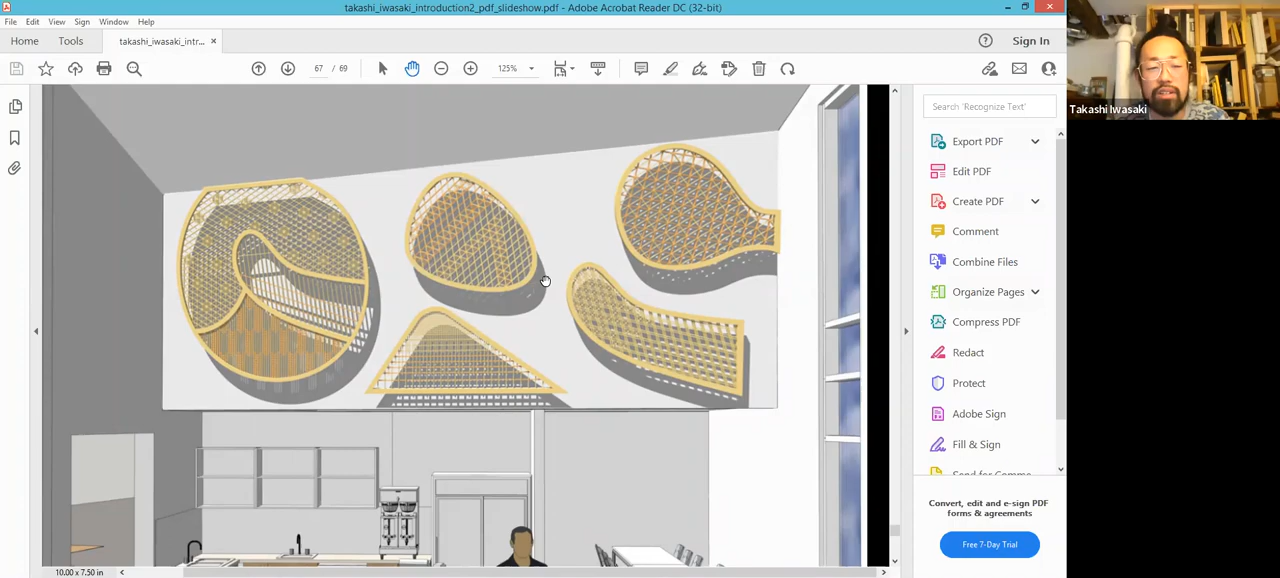 takashi_iwasaki_introduction2_pdf_slideshow.pdf - Adobe Acrobat Reader DC (32-bit)
File Edit View Sign Window Help
Home Tools takashi_iwasaki_intr... Sign In
67 / 69 125%
Takashi Iwasaki
Search 'Recognize Text'
Export PDF
Edit PDF
Create PDF
Comment
Combine Files
Organize Pages
Compress PDF
Redact
Protect
Adobe Sign
Fill & Sign
Send for Comme
Convert, edit and e-sign PDF
forms & agreements
Free 7-Day Trial
10.00 x 7.50 in